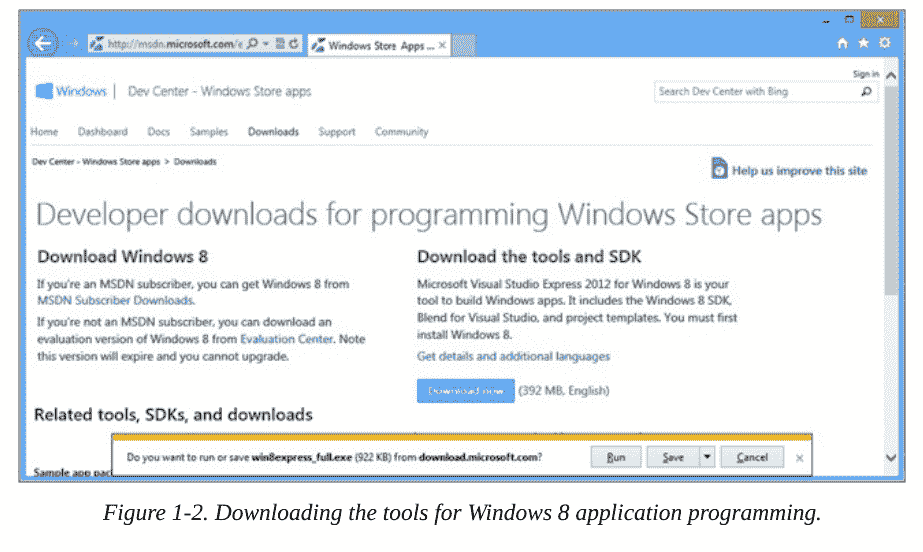 http://msdn.microsoft.com/e
Windows Store Apps ...
Sign in
Windows | Dev Center - Windows Store apps
Search Dev Center with Bing
Home Dashboard Docs Samples Downloads Support Community
Dev Center - Windows Store apps > Downloads
Help us improve this site
Developer downloads for programming Windows Store apps
Download Windows 8
If you're an MSDN subscriber, you can get Windows 8 from
MSDN Subscriber Downloads.
If you're not an MSDN subscriber, you can download an
evaluation version of Windows 8 from Evaluation Center. Note
this version will expire and you cannot upgrade.
Download the tools and SDK
Microsoft Visual Studio Express 2012 for Windows 8 is your
tool to build Windows apps. It includes the Windows 8 SDK,
Blend for Visual Studio, and project templates. You must first
install Windows 8.
Get details and additional languages
Download now (392 MB, English)
Related tools, SDKs, and downloads
Do you want to run or save win8express_full.exe (922 KB) from download.microsoft.com?
Run Save Cancel
Sample app pac
Figure 1-2. Downloading the tools for Windows 8 application programming.